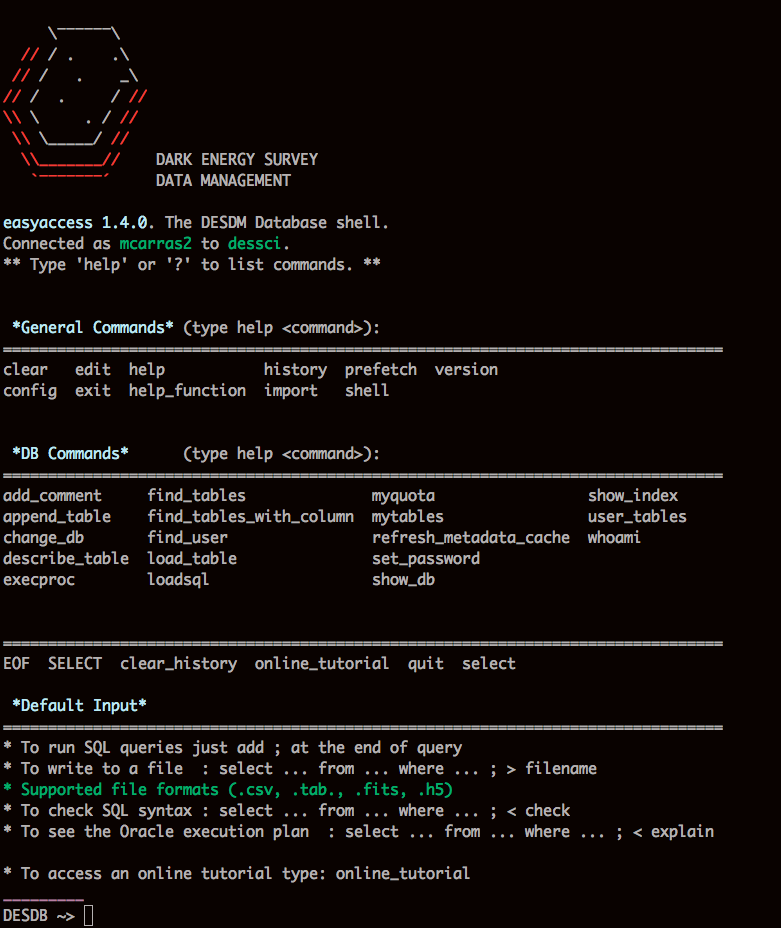 DARK ENERGY SURVEY
DATA MANAGEMENT
easyaccess 1.4.0. The DESDM Database shell.
Connected as mcarras2 to dessci.
** Type 'help' or '?' to list commands. **
*General Commands* (type help <command>):
clear edit help history prefetch version
config exit help_function import shell
*DB Commands* (type help <command>):
add_comment find_tables myquota show_index
append_table find_tables_with_column mytables user_tables
change_db find_user refresh_metadata_cache whoami
describe_table load_table set_password
execproc loadsql show_db
EOF SELECT clear_history online_tutorial quit select
*Default Input*
* To run SQL queries just add ; at the end of query
* To write to a file : select ... from ... where ... ; > filename
* Supported file formats (.csv, .tab., .fits, .h5)
* To check SQL syntax : select ... from ... where ... ; < check
* To see the Oracle execution plan : select ... from ... where ... ; < explain
* To access an online tutorial type: online_tutorial
DESDB ~>